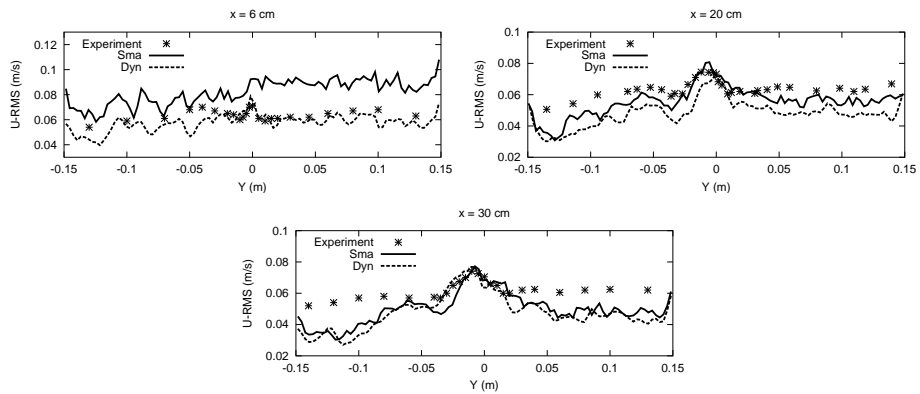 x = 6 cm
U-RMS (m/s)
0.12
0.1
0.08
0.06
0.04
Experiment
Sma
Dyn
-0.15 -0.1 -0.05 0 0.05 0.1 0.15
Y (m)
x = 20 cm
U-RMS (m/s)
0.1
0.08
0.06
0.04
0.02
Experiment
Sma
Dyn
-0.15 -0.1 -0.05 0 0.05 0.1 0.15
Y (m)
x = 30 cm
U-RMS (m/s)
0.1
0.08
0.06
0.04
0.02
Experiment
Sma
Dyn
-0.15 -0.1 -0.05 0 0.05 0.1 0.15
Y (m)